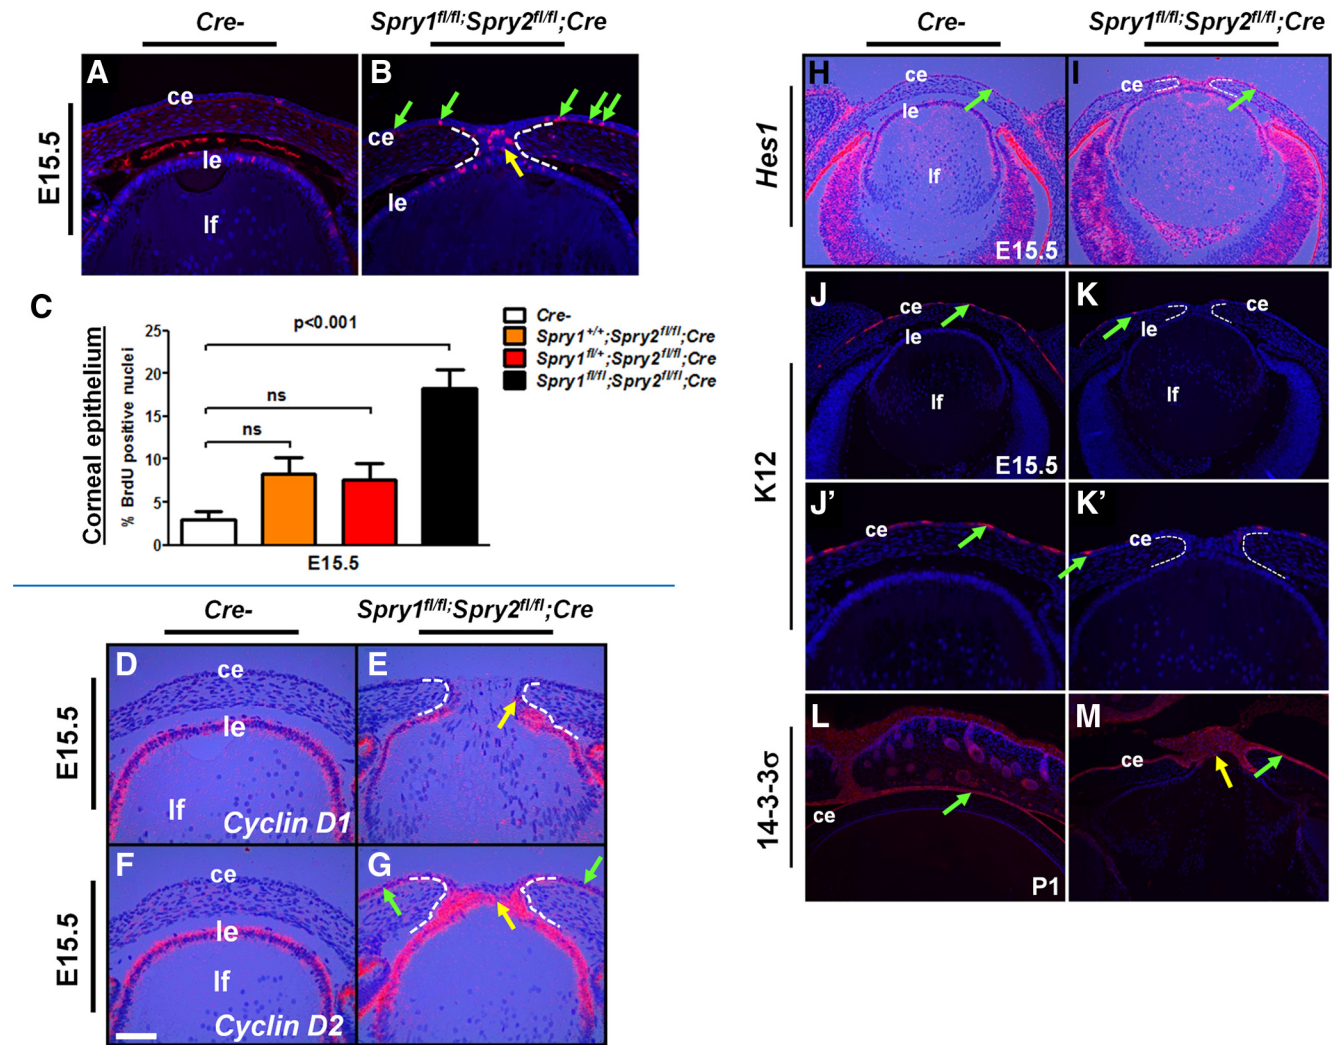 Cre-
Spry1fl/fl;Spry2fl/fl;Cre
E15.5
A
ce
le
lf
B
ce
le
C
Corneal epithelium
% BrdU positive nuclei
25
20
15
10
5
0
p<0.001
ns
ns
E15.5
Cre-
Spry1+/+;Spry2fl/fl;Cre
Spry1fl/+;Spry2fl/fl;Cre
Spry1fl/fl;Spry2fl/fl;Cre
Cre-
Spry1fl/fl;Spry2fl/fl;Cre
E15.5
D
ce
le
lf
Cyclin D1
E
E15.5
F
ce
le
lf
Cyclin D2
G
Cre-
Spry1fl/fl;Spry2fl/fl;Cre
Hes1
H
ce
le
lf
E15.5
I
ce
K12
J
ce
le
lf
E15.5
K
ce
le
J’
ce
K’
ce
14-3-3σ
L
ce
P1
M
ce